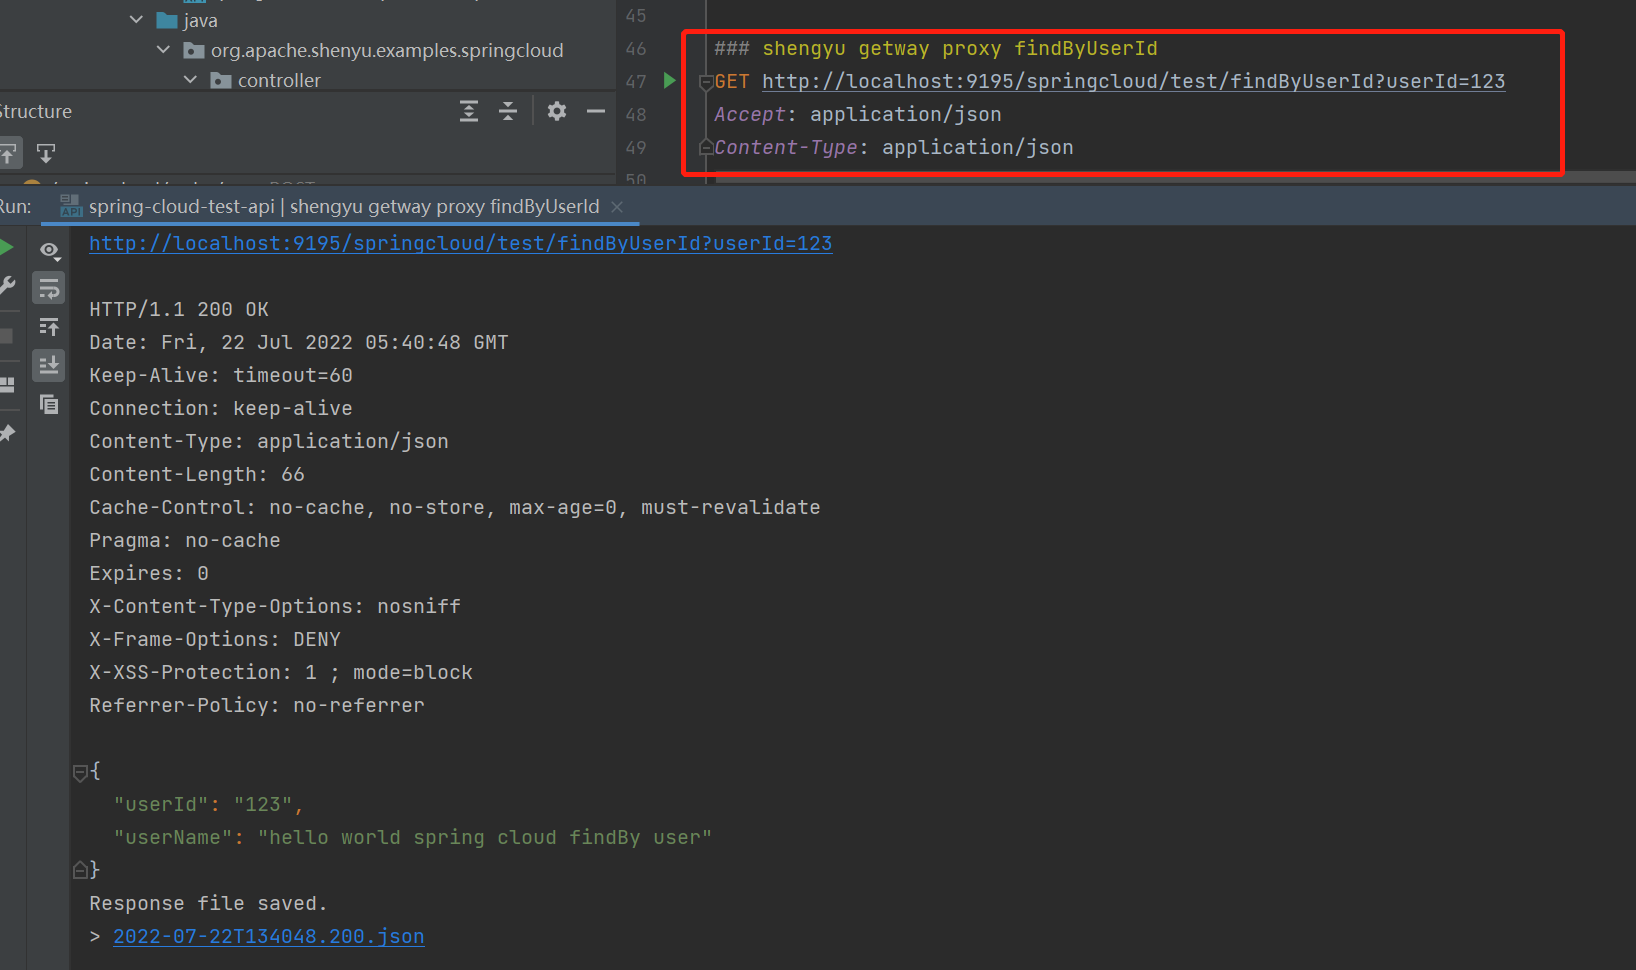 java
org.apache.shenyu.examples.springcloud
controller
Structure
45
46 ### shengyu getway proxy findByUserId
47 GET http://localhost:9195/springcloud/test/findByUserId?userId=123
48 Accept: application/json
49 Content-Type: application/json
50
Run: spring-cloud-test-api | shengyu getway proxy findByUserId
http://localhost:9195/springcloud/test/findByUserId?userId=123
HTTP/1.1 200 OK
Date: Fri, 22 Jul 2022 05:40:48 GMT
Keep-Alive: timeout=60
Connection: keep-alive
Content-Type: application/json
Content-Length: 66
Cache-Control: no-cache, no-store, max-age=0, must-revalidate
Pragma: no-cache
Expires: 0
X-Content-Type-Options: nosniff
X-Frame-Options: DENY
X-XSS-Protection: 1 ; mode=block
Referrer-Policy: no-referrer
{
"userId": "123",
"userName": "hello world spring cloud findBy user"
}
Response file saved.
> 2022-07-22T134048.200.json